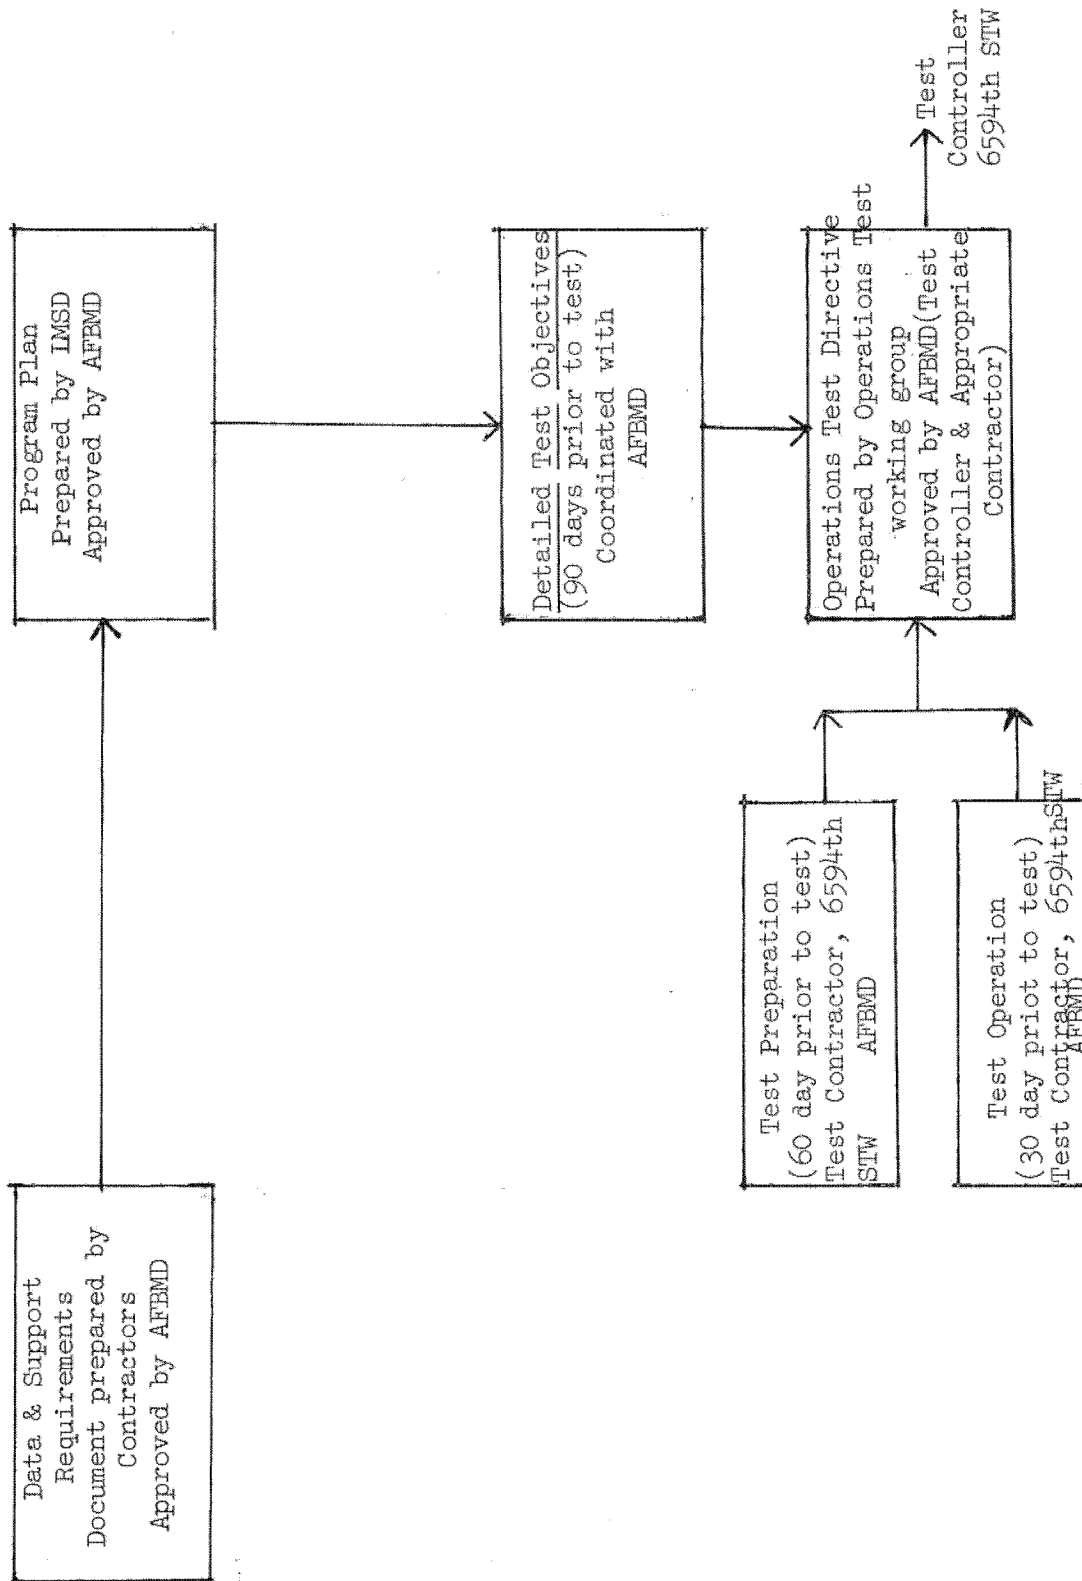 Data & Support
Requirements
Document prepared by
Contractors
Approved by AFBMD
Program Plan
Prepared by LMSD
Approved by AFBMD
Detailed Test Objectives
(90 days prior to test)
Coordinated with
AFBMD
Test Preparation
(60 day prior to test)
Test Contractor, 6594th
STW AFBMD
Test Operation
(30 day priot to test)
Test Contractor, 6594thSTW
AFBMD
Operations Test Directive
Prepared by Operations Test
working group
Approved by AFBMD(Test
Controller & Appropriate
Contractor)
Test
Controller
6594th STW